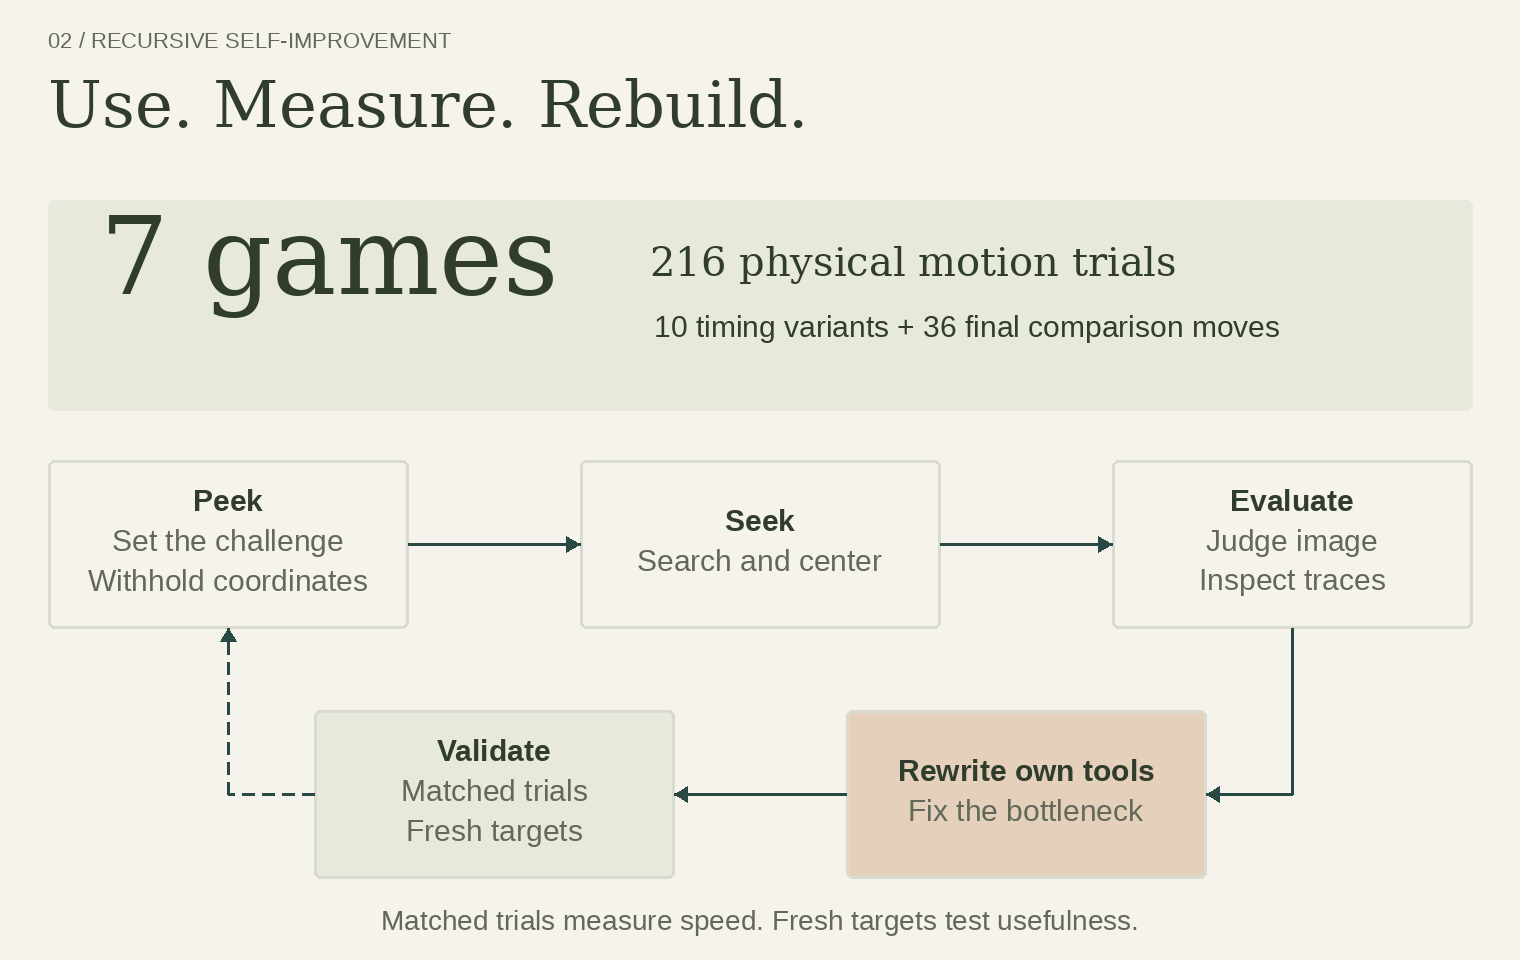 02 / RECURSIVE SELF-IMPROVEMENT
Use. Measure. Rebuild.
7 games
216 physical motion trials
10 timing variants + 36 final comparison moves
Peek
Set the challenge
Withhold coordinates
Seek
Search and center
Evaluate
Judge image
Inspect traces
Validate
Matched trials
Fresh targets
Rewrite own tools
Fix the bottleneck
Matched trials measure speed. Fresh targets test usefulness.